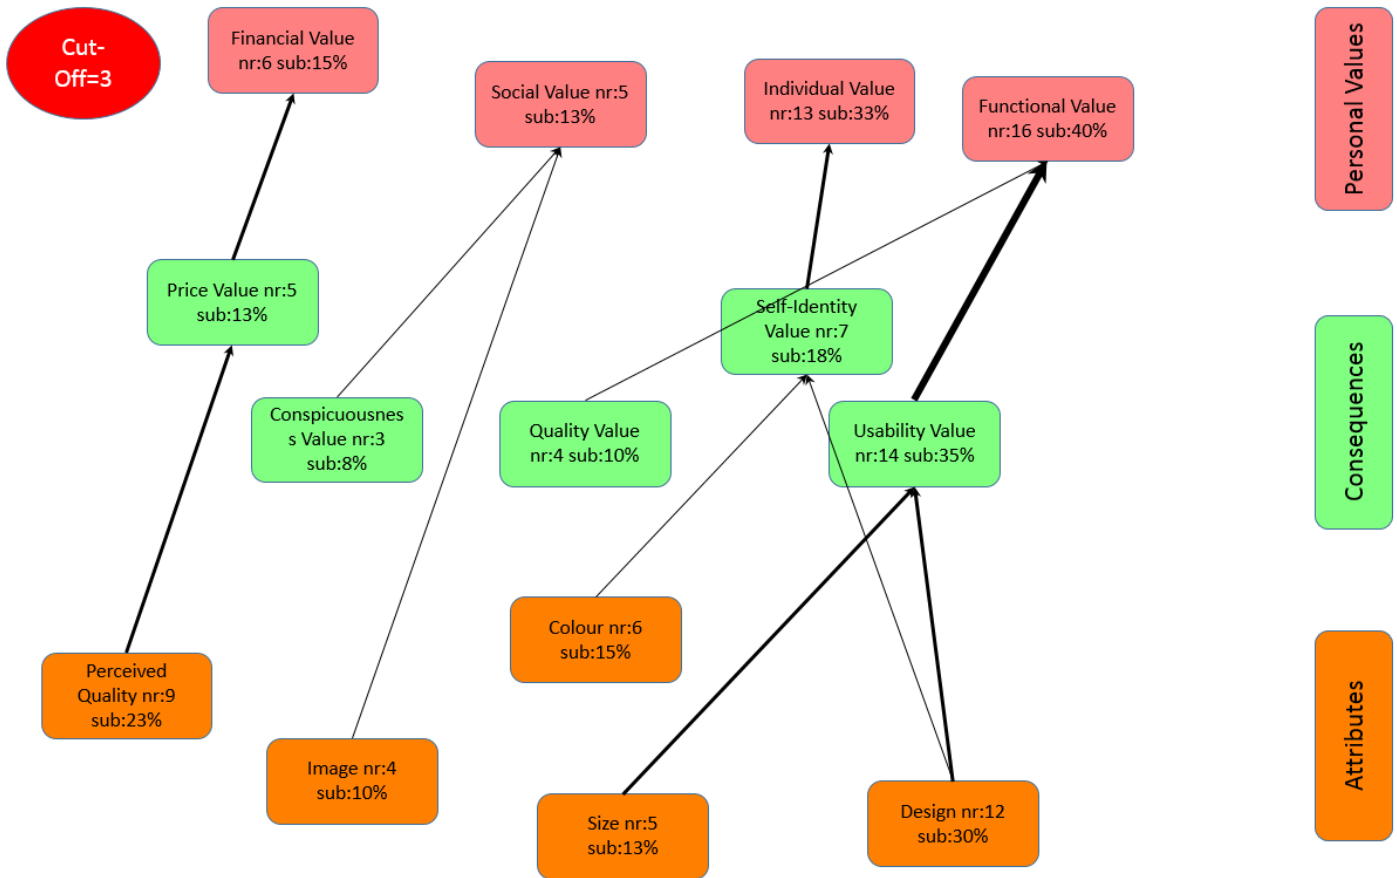 Cut-
Off=3
Financial Value
nr:6 sub:15%
Social Value nr:5
sub:13%
Individual Value
nr:13 sub:33%
Functional Value
nr:16 sub:40%
Personal Values
Price Value nr:5
sub:13%
Self-Identity
Value nr:7
sub:18%
Conspicuousnes
s Value nr:3
sub:8%
Quality Value
nr:4 sub:10%
Usability Value
nr:14 sub:35%
Consequences
Colour nr:6
sub:15%
Perceived
Quality nr:9
sub:23%
Image nr:4
sub:10%
Size nr:5
sub:13%
Design nr:12
sub:30%
Attributes